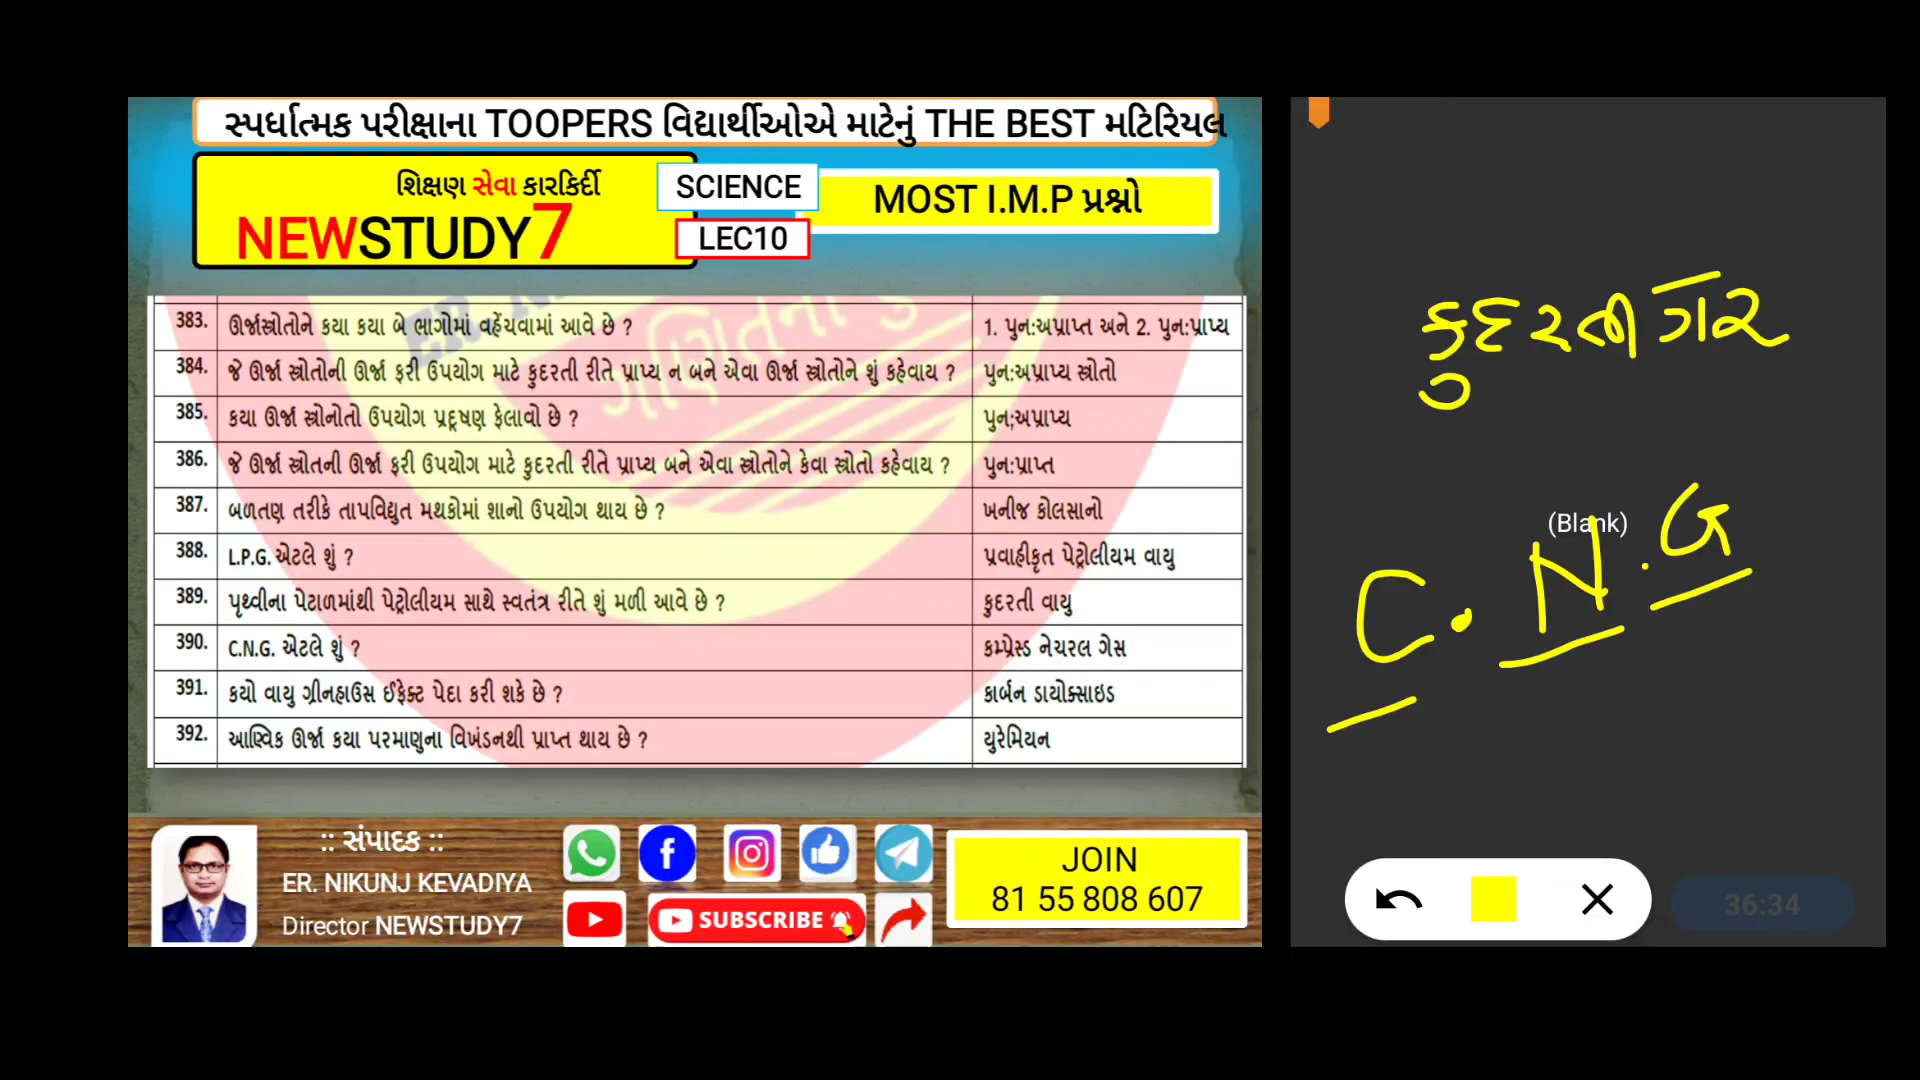 સ્પર્ધાત્મક પરીક્ષાના TOOPERS વિદ્યાર્થીઓએ માટેનું THE BEST મટિરિયલ
શિક્ષણ સેવા કારકિર્દી
NEWSTUDY7
SCIENCE
LEC10
MOST I.M.P પ્રશ્નો
383. ઊર્જાસ્ત્રોતોને કયા કયા બે ભાગોમાં વહેંચવામાં આવે છે ? 1. પુન:અપ્રાપ્ત અને 2. પુન:પ્રાપ્ય
384. જે ઊર્જા સ્ત્રોતોની ઊર્જા ફરી ઉપયોગ માટે કુદરતી રીતે પ્રાપ્ય ન બને એવા ઊર્જા સ્ત્રોતોને શું કહેવાય ? પુન:અપ્રાપ્ય સ્ત્રોતો
385. કયા ઊર્જા સ્ત્રોનોતો ઉપયોગ પ્રદૂષણ ફેલાવો છે ? પુન;અપ્રાપ્ય
386. જે ઊર્જા સ્ત્રોતની ઊર્જા ફરી ઉપયોગ માટે કુદરતી રીતે પ્રાપ્ય બને એવા સ્ત્રોતોને કેવા સ્ત્રોતો કહેવાય ? પુન:પ્રાપ્ત
387. બળતણ તરીકે તાપવિદ્યુત મથકોમાં શાનો ઉપયોગ થાય છે ? ખનીજ કોલસાનો
388. L.P.G. એટલે શું ? પ્રવાહીકૃત પેટ્રોલીયમ વાયુ
389. પૃથ્વીના પેટાળમાંથી પેટ્રોલીયમ સાથે સ્વતંત્ર રીતે શું મળી આવે છે ? કુદરતી વાયુ
390. C.N.G. એટલે શું ? કમ્પ્રેસ્ડ નેચરલ ગેસ
391. કયો વાયુ ગ્રીનહાઉસ ઈફેક્ટ પેદા કરી શકે છે ? કાર્બન ડાયોક્સાઇડ
392. આણ્વિક ઊર્જા કયા પરમાણુના વિખંડનથી પ્રાપ્ત થાય છે ? યુરેમિયન
ગણિતના
:: સંપાદક ::
ER. NIKUNJ KEVADIYA
Director NEWSTUDY7
SUBSCRIBE
JOIN
81 55 808 607
(Blank)
C. N. G
36:34